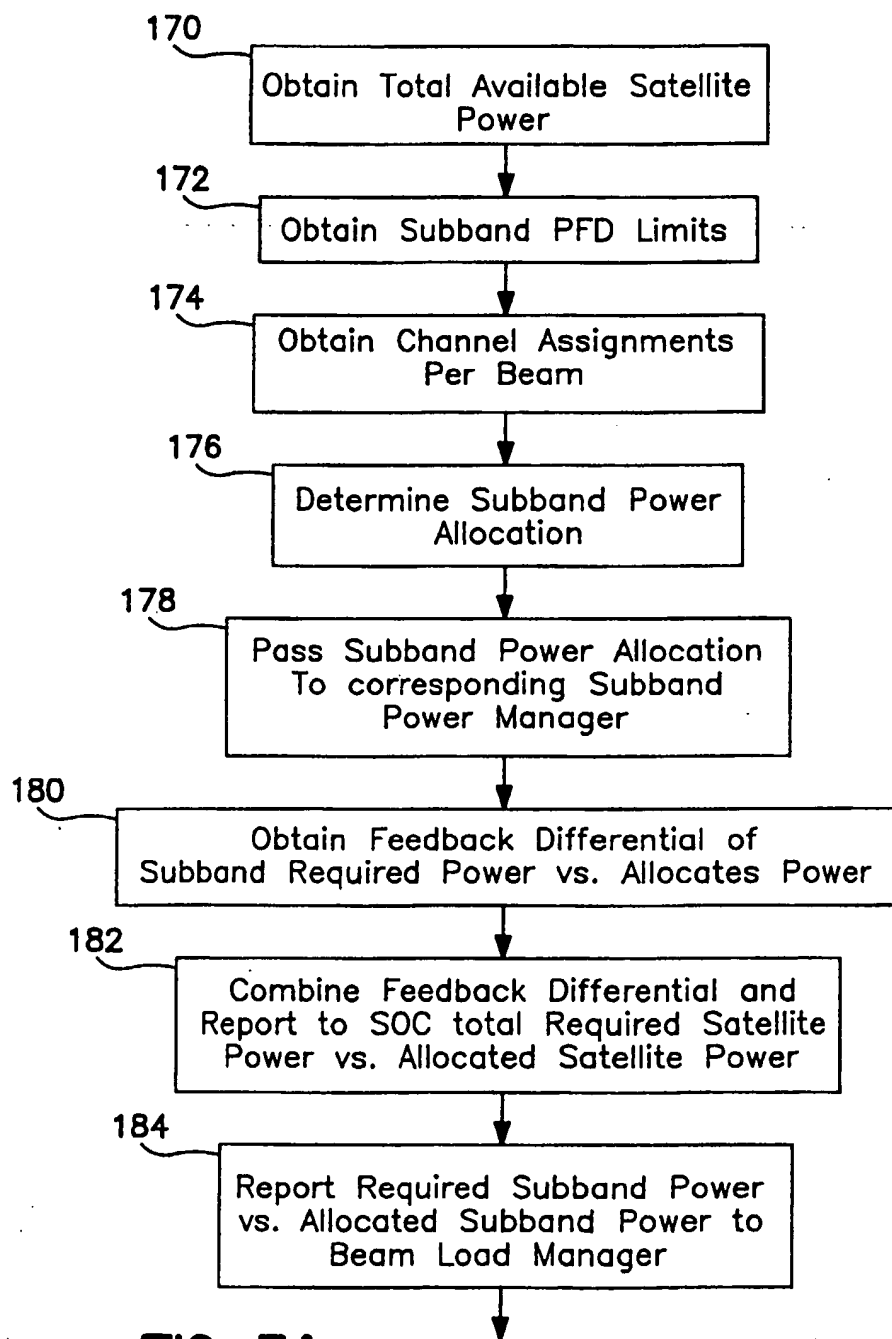 170
Obtain Total Available Satellite
Power
172
Obtain Subband PFD Limits
174
Obtain Channel Assignments
Per Beam
176
Determine Subband Power
Allocation
178
Pass Subband Power Allocation
To corresponding Subband
Power Manager
180
Obtain Feedback Differential of
Subband Required Power vs. Allocates Power
182
Combine Feedback Differential and
Report to SOC total Required Satellite
Power vs. Allocated Satellite Power
184
Report Required Subband Power
vs. Allocated Subband Power to
Beam Load Manager